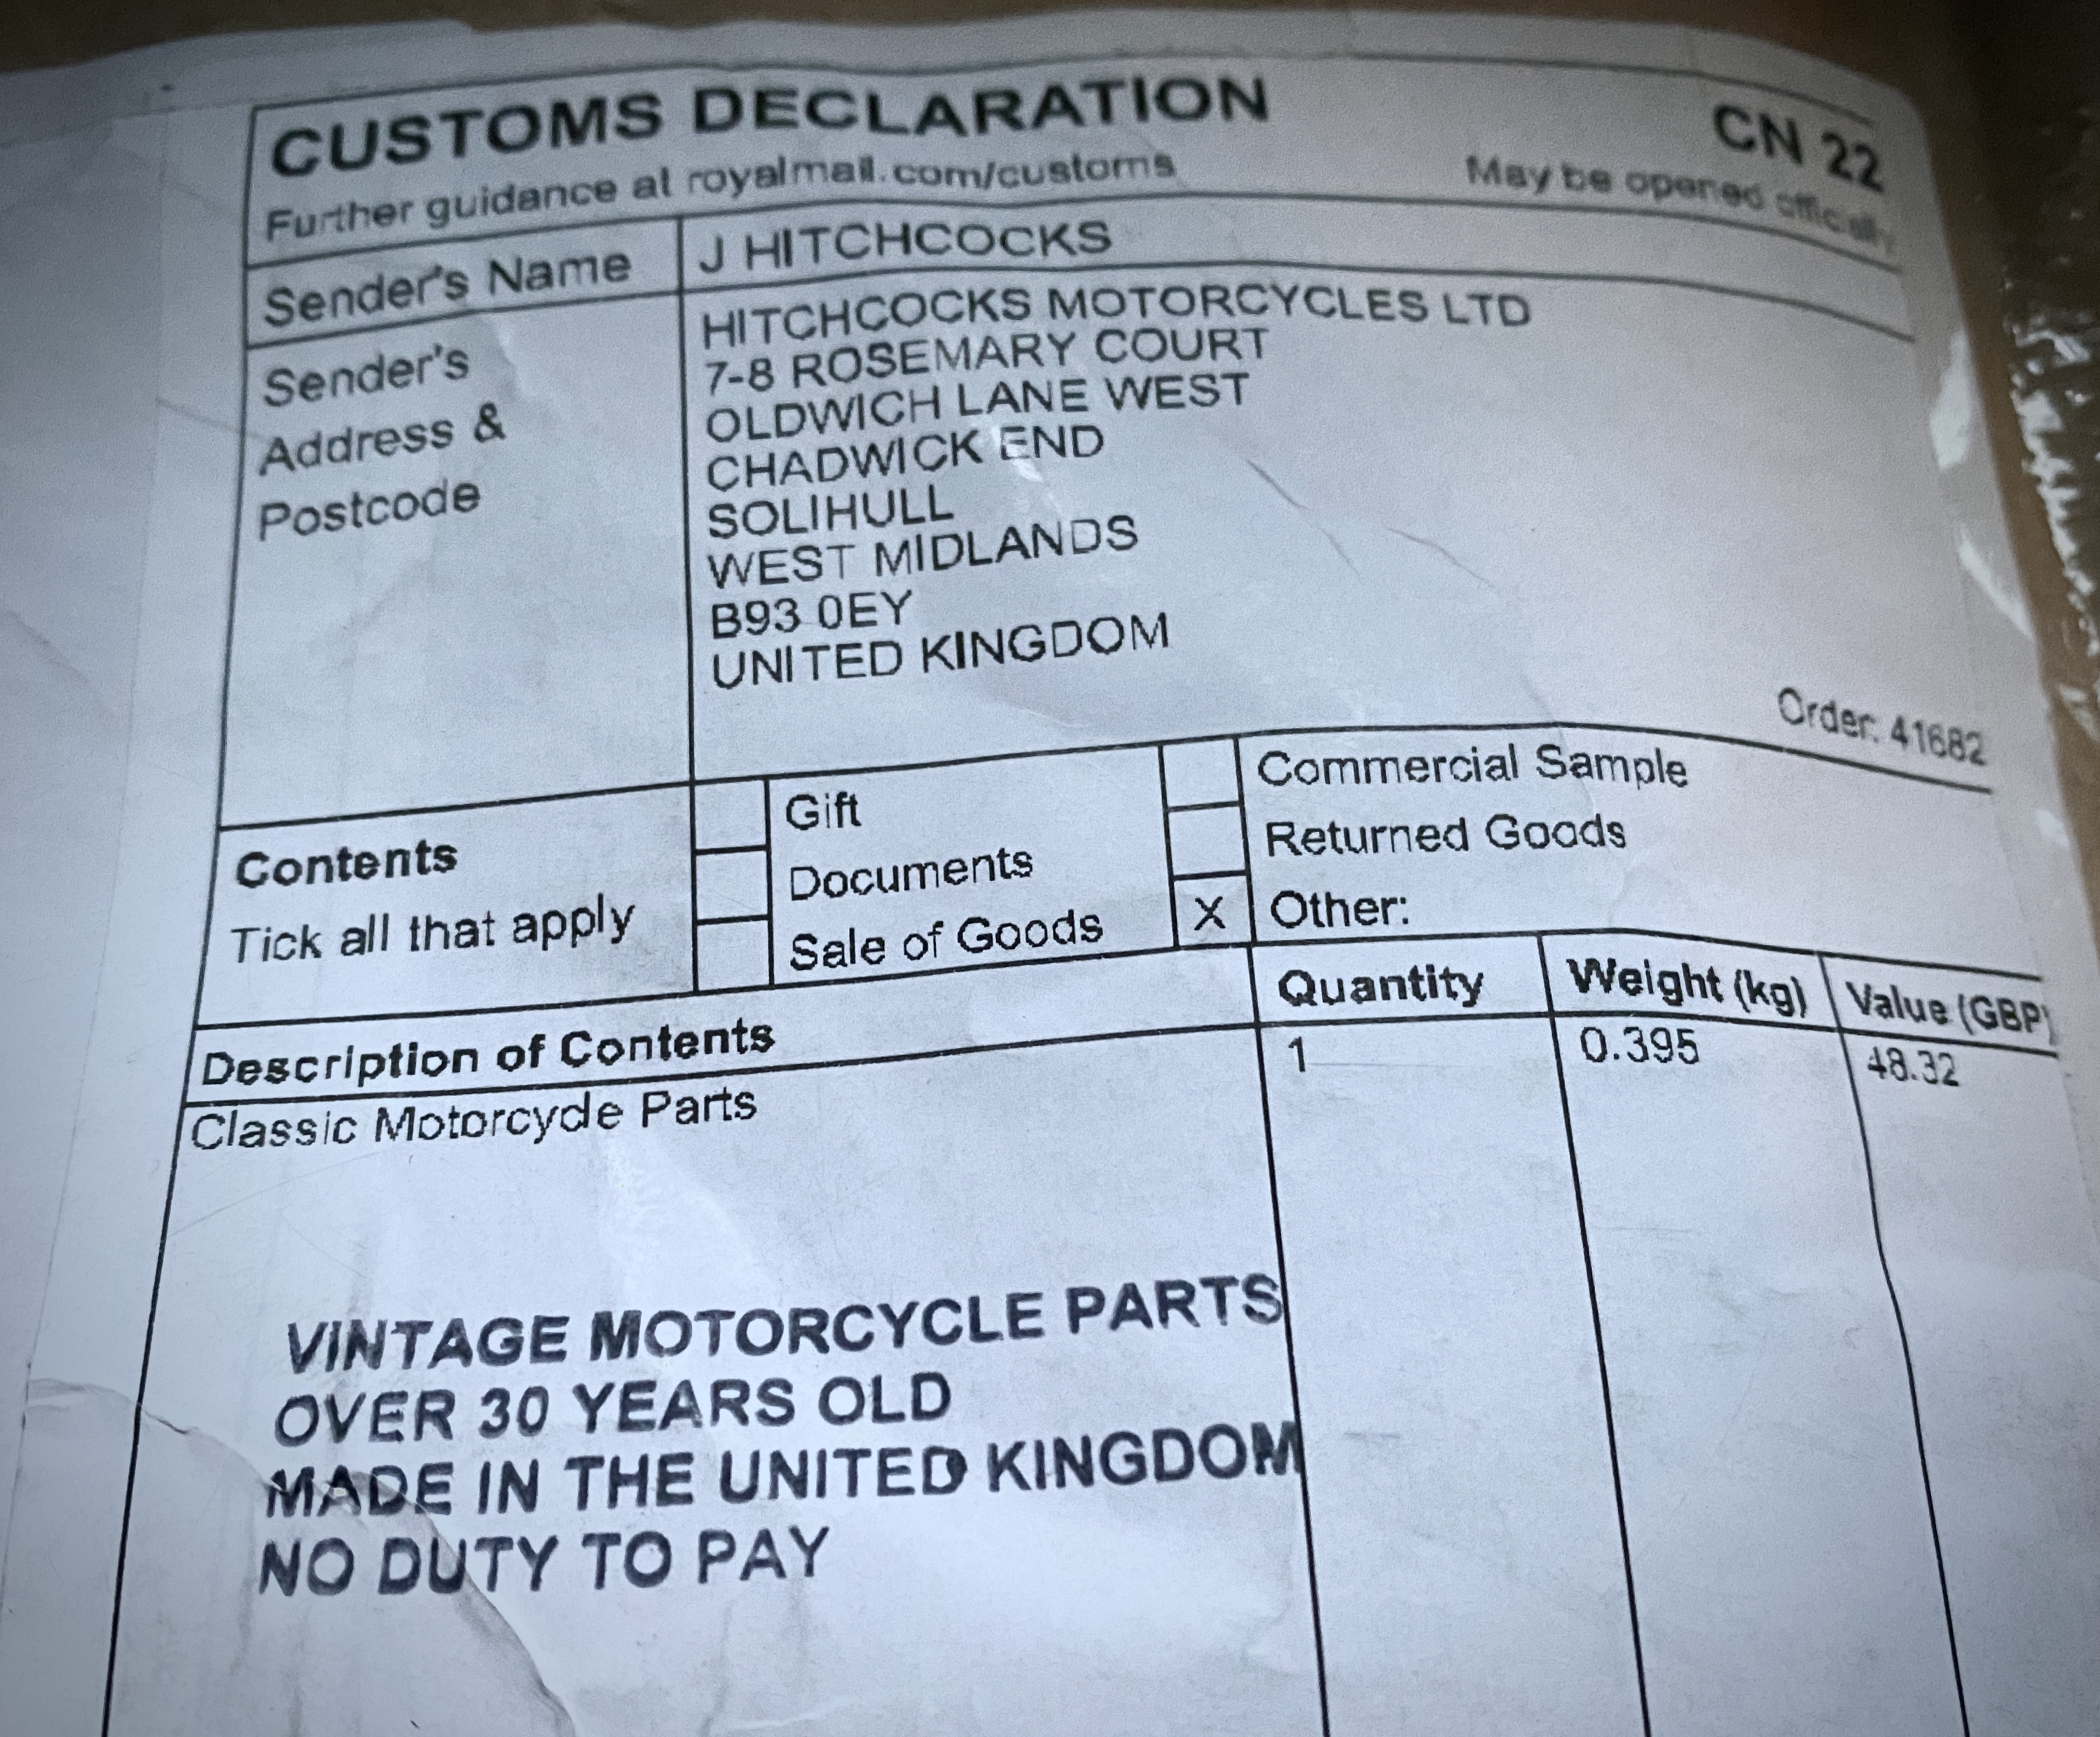 CUSTOMS DECLARATION
CN 22
Further guidance at royalmail.com/customs
May be opened officially
Sender's Name
J HITCHCOCKS
Sender's
Address &
Postcode
HITCHCOCKS MOTORCYCLES LTD
7-8 ROSEMARY COURT
OLDWICH LANE WEST
CHADWICK END
SOLIHULL
WEST MIDLANDS
B93 0EY
UNITED KINGDOM
Order: 41682
Contents
Tick all that apply
Gift
Documents
Sale of Goods
Commercial Sample
Returned Goods
X Other:
Description of Contents Quantity Weight (kg) Value (GBP)
Classic Motorcycle Parts 1 0.395 48.32
VINTAGE MOTORCYCLE PARTS
OVER 30 YEARS OLD
MADE IN THE UNITED KINGDOM
NO DUTY TO PAY